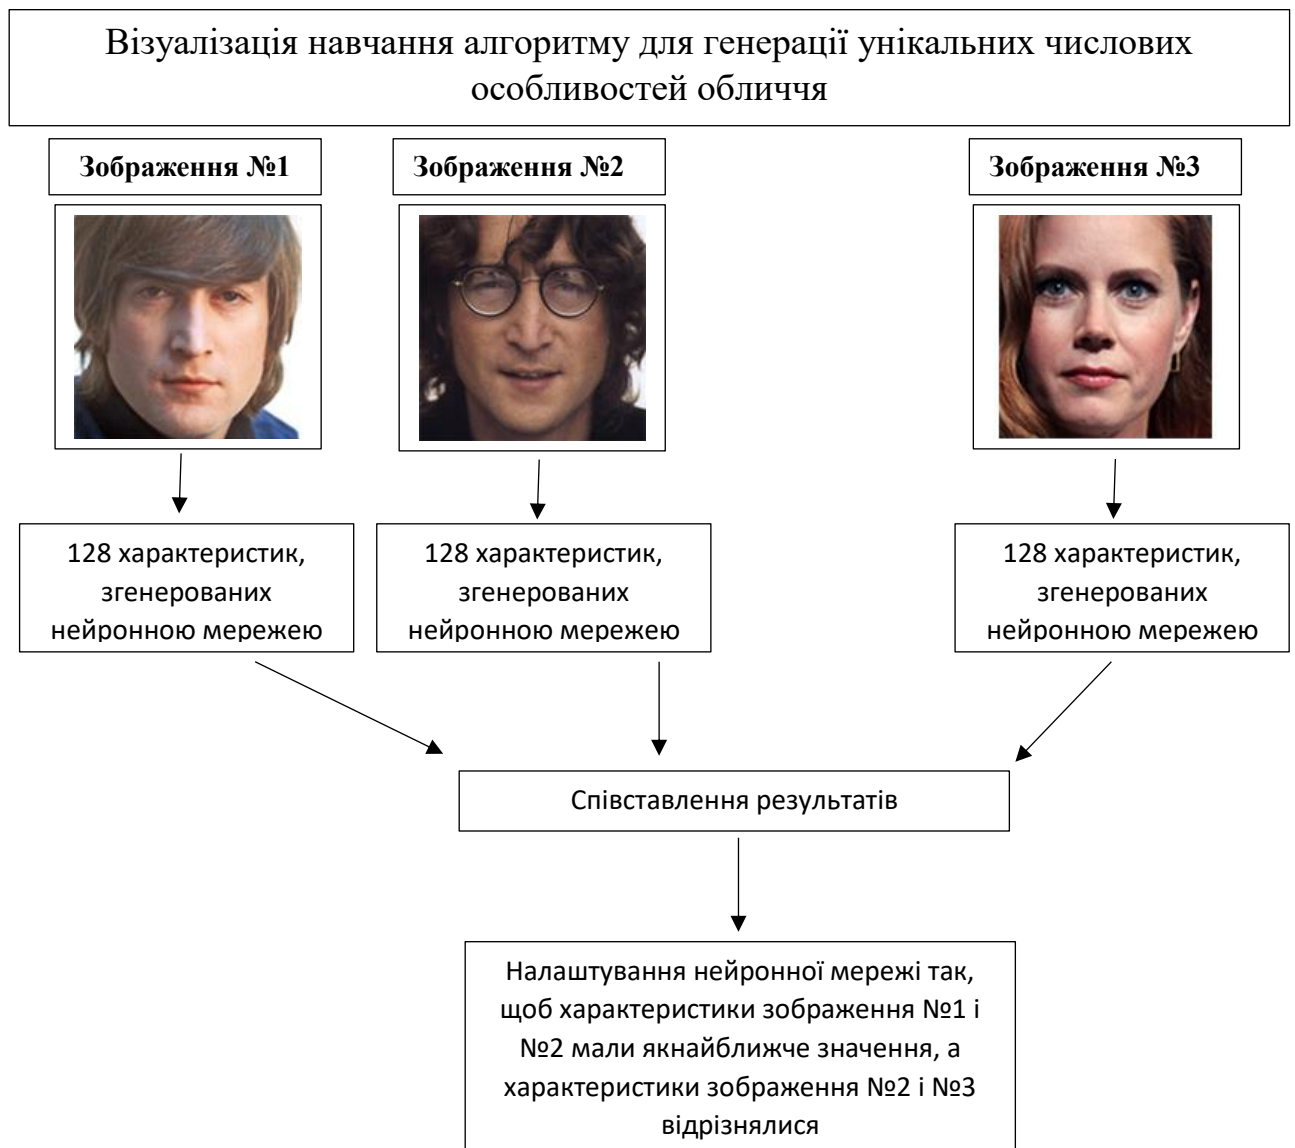 Візуалізація навчання алгоритму для генерації унікальних числових
особливостей обличчя
Зображення №1
Зображення №2
Зображення №3
128 характеристик,
згенерованих
нейронною мережею
128 характеристик,
згенерованих
нейронною мережею
128 характеристик,
згенерованих
нейронною мережею
Співставлення результатів
Налаштування нейронної мережі так,
щоб характеристики зображення №1 і
№2 мали якнайближче значення, а
характеристики зображення №2 і №3
відрізнялися